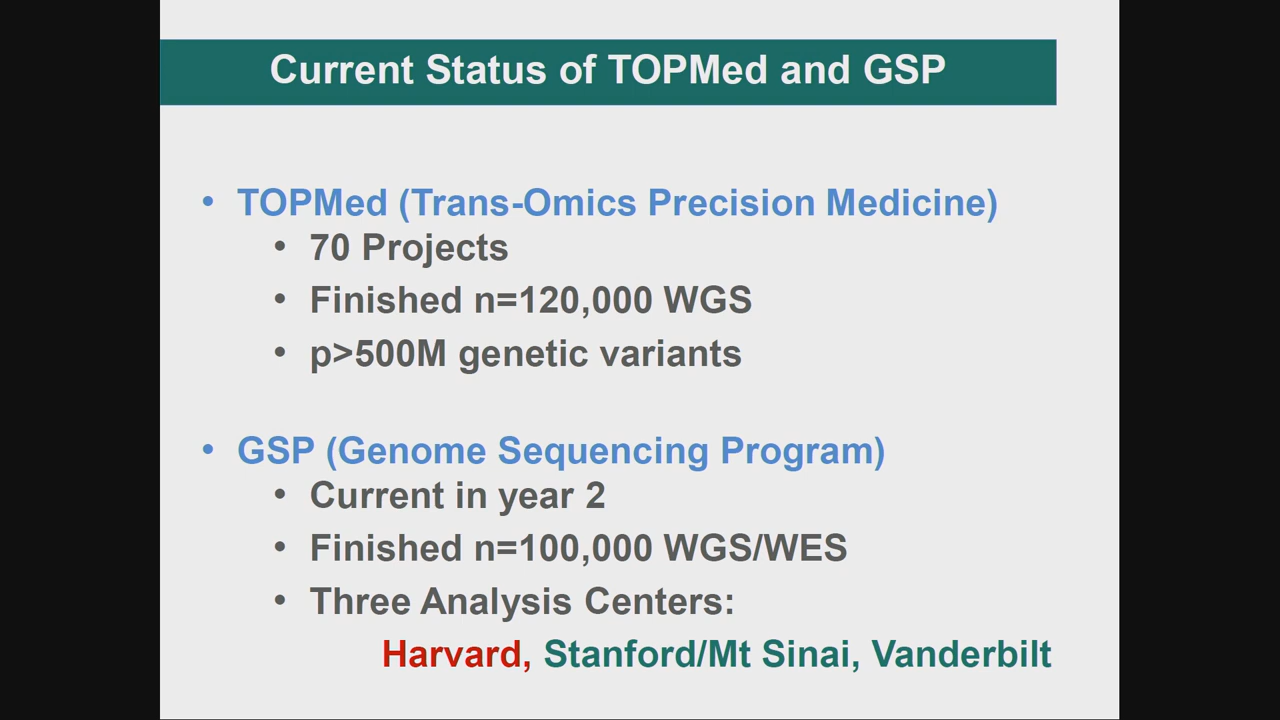 Current Status of TOPMed and GSP
• TOPMed (Trans-Omics Precision Medicine)
• 70 Projects
• Finished n=120,000 WGS
• p>500M genetic variants
• GSP (Genome Sequencing Program)
• Current in year 2
• Finished n=100,000 WGS/WES
• Three Analysis Centers:
Harvard, Stanford/Mt Sinai, Vanderbilt